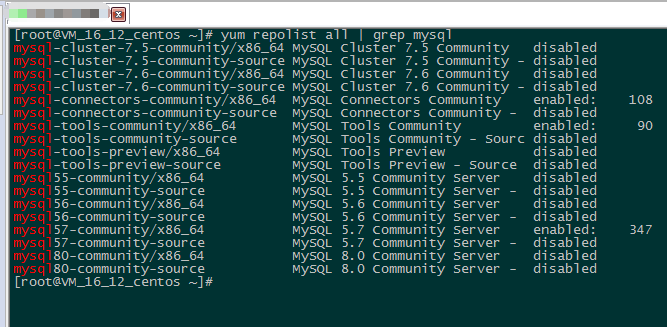 [root@VM_16_12_centos ~]# yum repolist all | grep mysql
mysql-cluster-7.5-community/x86_64 MySQL Cluster 7.5 Community disabled
mysql-cluster-7.5-community-source MySQL Cluster 7.5 Community - disabled
mysql-cluster-7.6-community/x86_64 MySQL Cluster 7.6 Community disabled
mysql-cluster-7.6-community-source MySQL Cluster 7.6 Community - disabled
mysql-connectors-community/x86_64 MySQL Connectors Community enabled: 108
mysql-connectors-community-source MySQL Connectors Community - disabled
mysql-tools-community/x86_64 MySQL Tools Community enabled: 90
mysql-tools-community-source MySQL Tools Community - Sourc disabled
mysql-tools-preview/x86_64 MySQL Tools Preview disabled
mysql-tools-preview-source MySQL Tools Preview - Source disabled
mysql55-community/x86_64 MySQL 5.5 Community Server disabled
mysql55-community-source MySQL 5.5 Community Server - disabled
mysql56-community/x86_64 MySQL 5.6 Community Server disabled
mysql56-community-source MySQL 5.6 Community Server - disabled
mysql57-community/x86_64 MySQL 5.7 Community Server enabled: 347
mysql57-community-source MySQL 5.7 Community Server - disabled
mysql80-community/x86_64 MySQL 8.0 Community Server disabled
mysql80-community-source MySQL 8.0 Community Server - disabled
[root@VM_16_12_centos ~]#